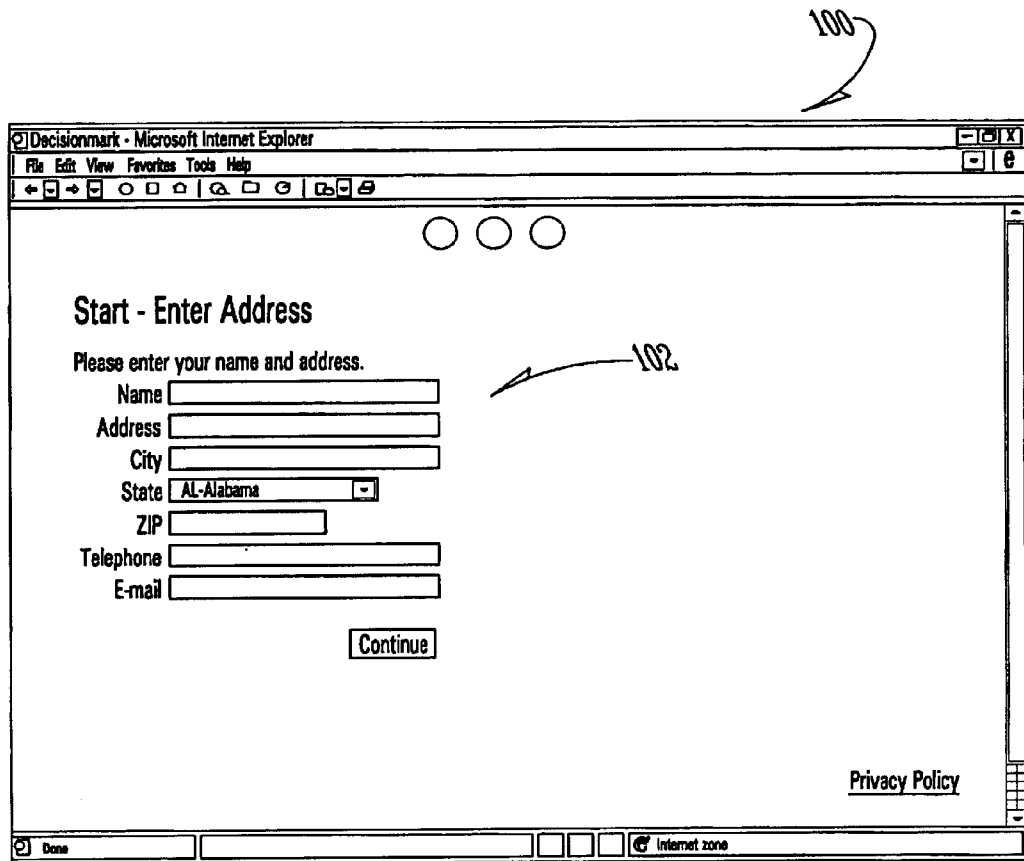 100
Decisionmark - Microsoft Internet Explorer
File Edit View Favorites Tools Help
Start - Enter Address
Please enter your name and address.
102
Name
Address
City
State AL-Alabama
ZIP
Telephone
E-mail
Continue
Privacy Policy
Done Internet zone